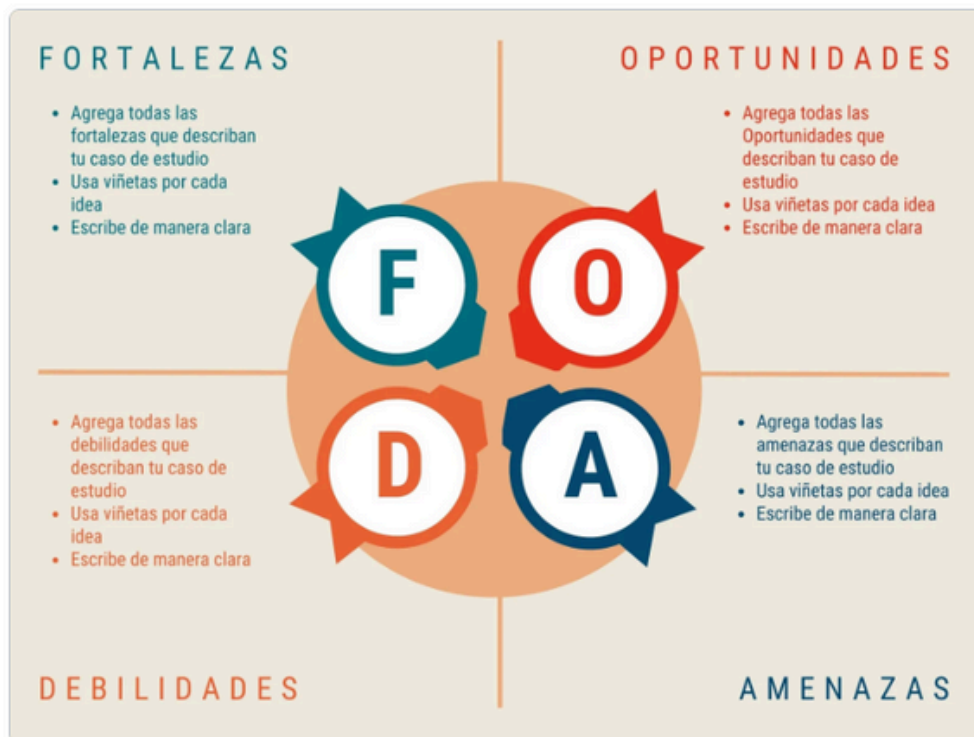 FORTALEZAS
• Agrega todas las
fortalezas que describan
tu caso de estudio
• Usa viñetas por cada
idea
• Escribe de manera clara
OPORTUNIDADES
• Agrega todas las
Oportunidades que
describan tu caso de
estudio
• Usa viñetas por cada idea
• Escribe de manera clara
F
O
D
A
• Agrega todas las
debilidades que
describan tu caso de
estudio
• Usa viñetas por cada
idea
• Escribe de manera clara
DEBILIDADES
• Agrega todas las
amenazas que describan
tu caso de estudio
• Usa viñetas por cada idea
• Escribe de manera clara
AMENAZAS